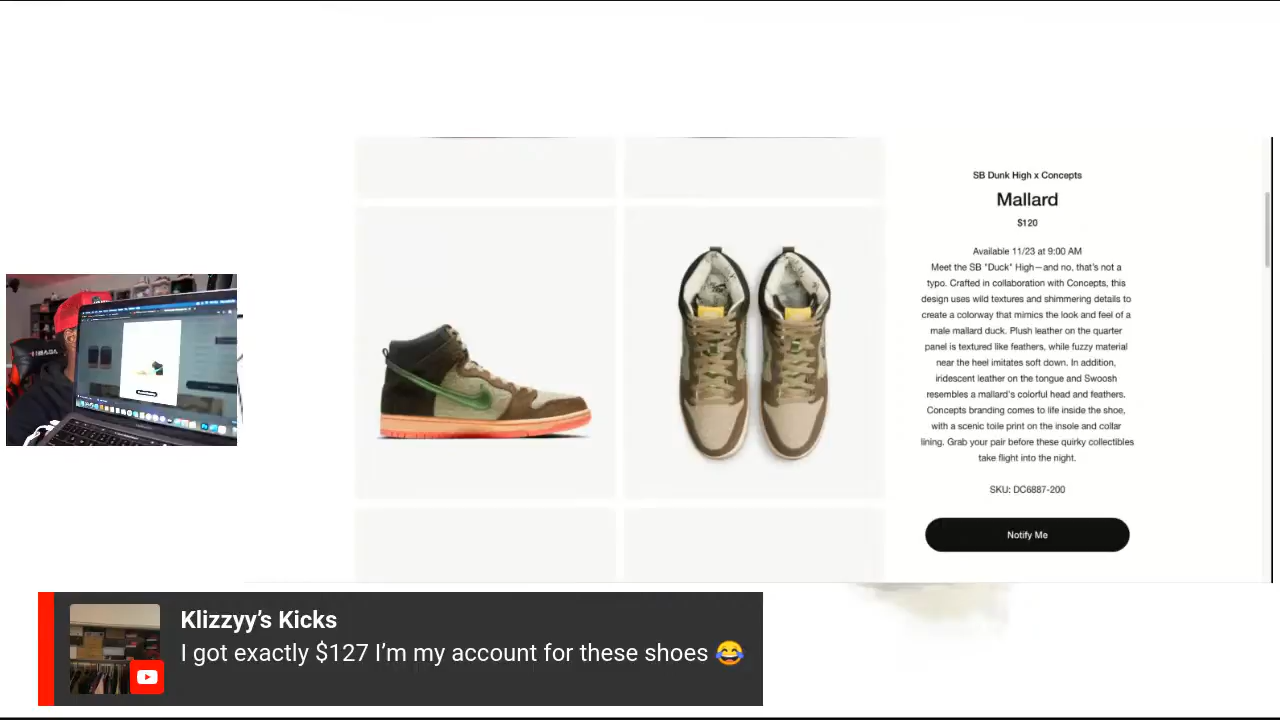 SB Dunk High x Concepts
Mallard
$120
Available 11/23 at 9:00 AM
Meet the SB "Duck" High—and no, that's not a
typo. Crafted in collaboration with Concepts, this
design uses wild textures and shimmering details to
create a colorway that mimics the look and feel of a
male mallard duck. Plush leather on the quarter
panel is textured like feathers, while fuzzy material
near the heel imitates soft down. In addition,
iridescent leather on the tongue and Swoosh
resembles a mallard's colorful head and feathers.
Concepts branding comes to life inside the shoe,
with a scenic toile print on the insole and collar
lining. Grab your pair before these quirky collectibles
take flight into the night.
SKU: DC6887-200
Notify Me
Klizzyy’s Kicks
I got exactly $127 I’m my account for these shoes 😂